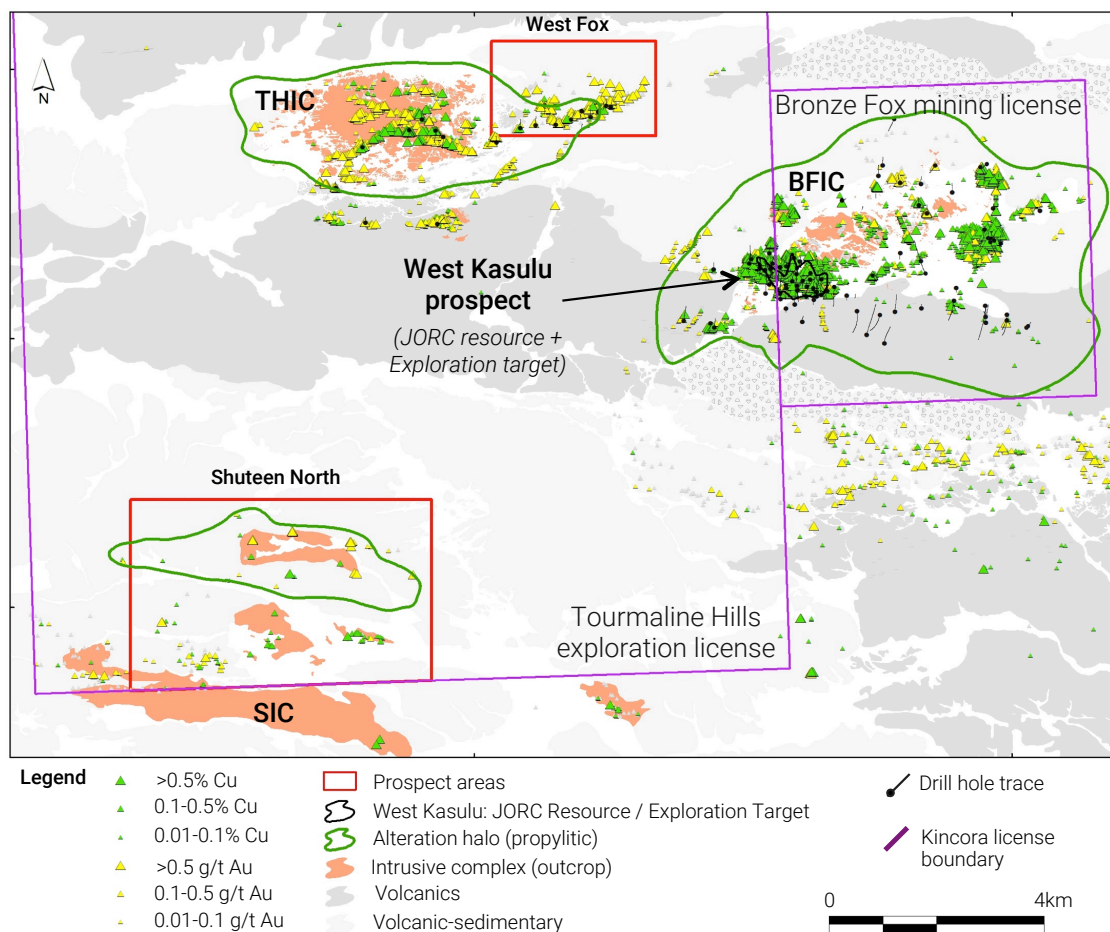 West Fox
N
THIC
Bronze Fox mining license
BFIC
West Kasulu
prospect
(JORC resource +
Exploration target)
Shuteen North
Tourmaline Hills
exploration license
SIC
Legend
>0.5% Cu
0.1-0.5% Cu
0.01-0.1% Cu
>0.5 g/t Au
0.1-0.5 g/t Au
0.01-0.1 g/t Au
Prospect areas
West Kasulu: JORC Resource / Exploration Target
Alteration halo (propylitic)
Intrusive complex (outcrop)
Volcanics
Volcanic-sedimentary
Drill hole trace
Kincora license
boundary
0 4km